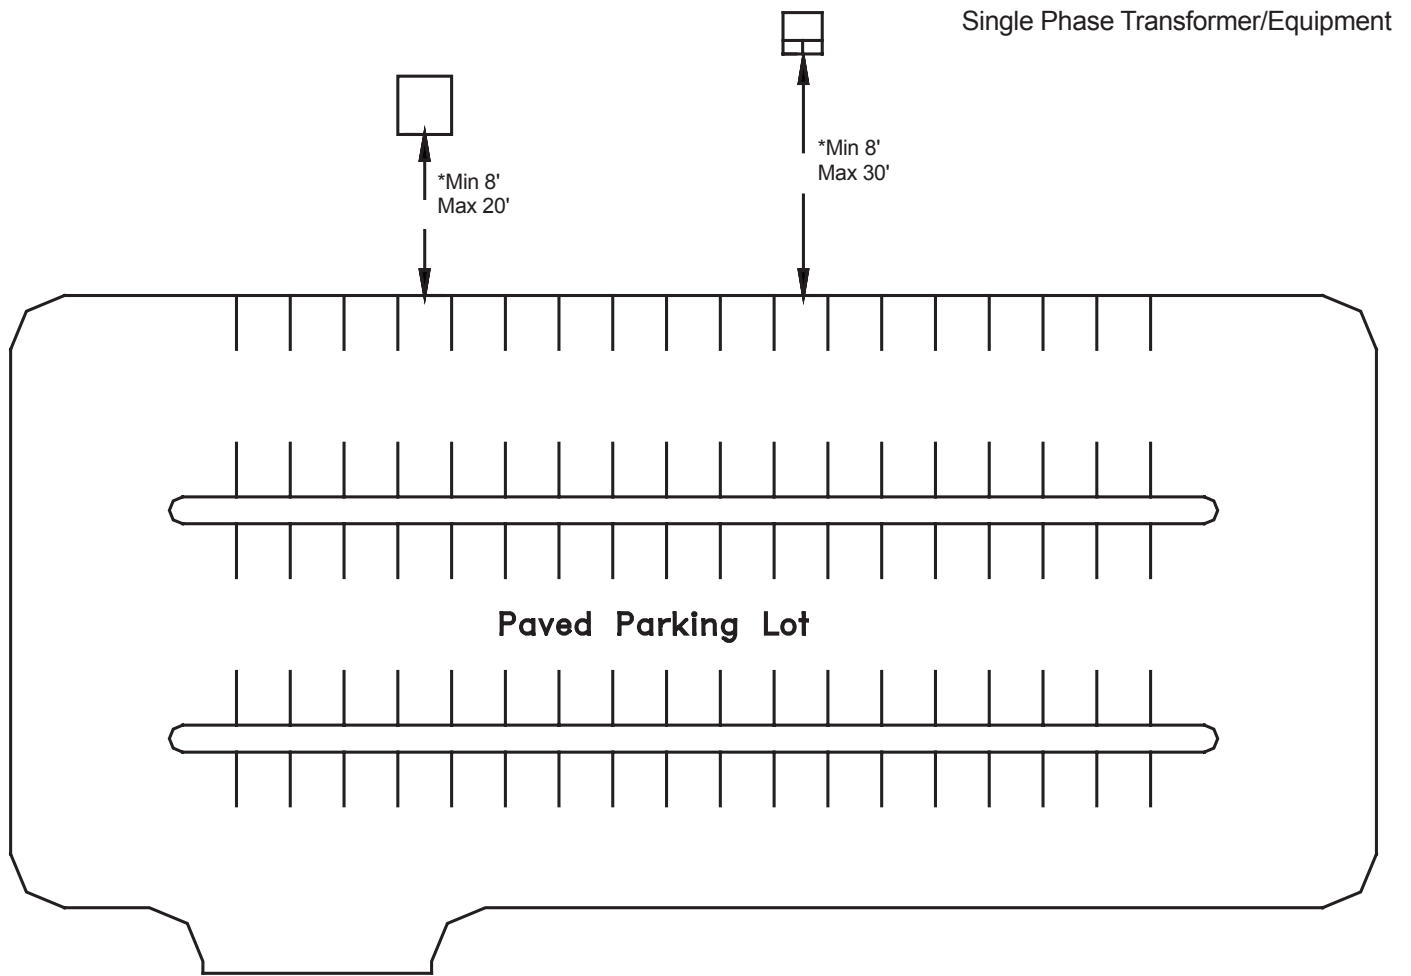 Single Phase Transformer/Equipment
*Min 8'
Max 30'
*Min 8'
Max 20'
Paved Parking Lot